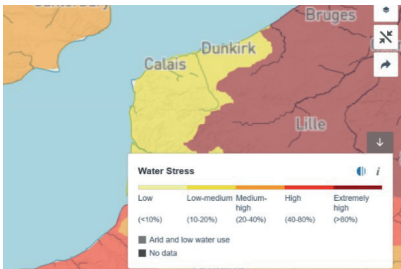 Canterbury
Bruges
Dunkirk
Calais
Lille
Water Stress
i
Low
Low-medium
Medium-
high
High
Extremely
high
(<10%)
(10-20%)
(20-40%)
(40-80%)
(>80%)
Arid and low water use
No data